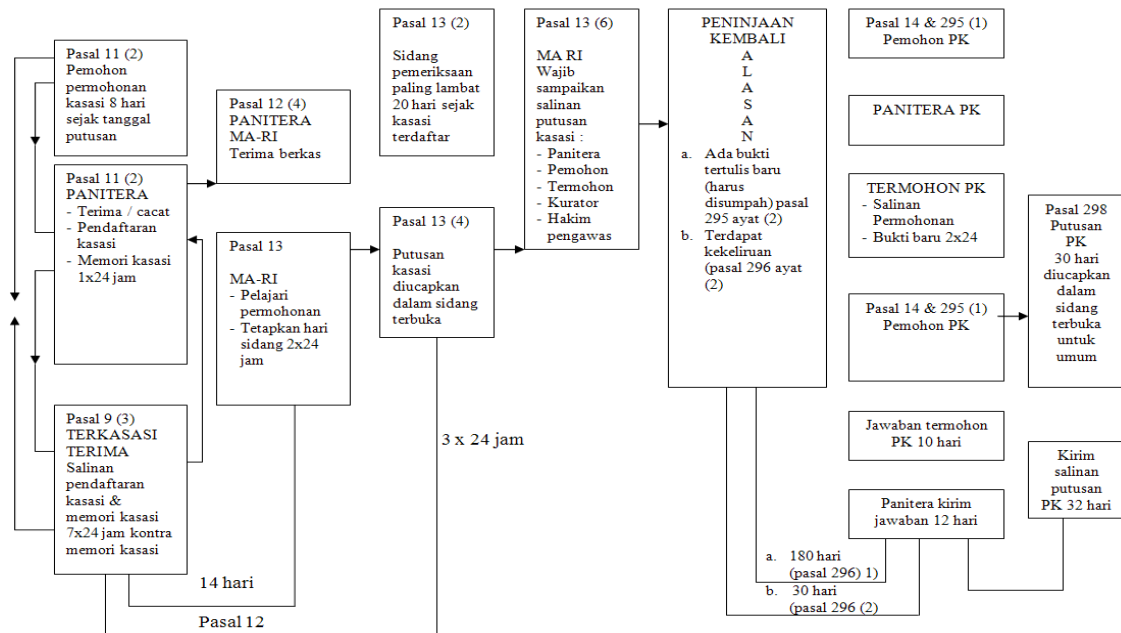 Pasal 11 (2)
Pemohon
permohonan
kasasi 8 hari
sejak tanggal
putusan
Pasal 11 (2)
PANITERA
- Terima / cacat
- Pendaftaran
kasasi
- Memori kasasi
1x24 jam
Pasal 9 (3)
TERKASASI
TERIMA
Salinan
pendaftaran
kasasi &
memori kasasi
7x24 jam kontra
memori kasasi
Pasal 12 (4)
PANITERA
MA-RI
Terima berkas
Pasal 13
MA-RI
- Pelajari
permohonan
- Tetapkan hari
sidang 2x24
jam
14 hari
Pasal 12
Pasal 13 (2)
Sidang
pemeriksaan
paling lambat
20 hari sejak
kasasi
terdaftar
Pasal 13 (4)
Putusan
kasasi
diucapkan
dalam sidang
terbuka
3 x 24 jam
Pasal 13 (6)
MA RI
Wajib
sampaikan
salinan
putusan
kasasi :
- Panitera
- Pemohon
- Termohon
- Kurator
- Hakim
pengawas
PENINJAAN
KEMBALI
A
L
A
S
A
N
a. Ada bukti
tertulis baru
(harus
disumpah) pasal
295 ayat (2)
b. Terdapat
kekeliruan
(pasal 296 ayat
(2)
a. 180 hari
(pasal 296) 1)
b. 30 hari
(pasal 296 (2)
Pasal 14 & 295 (1)
Pemohon PK
PANITERA PK
TERMOHON PK
- Salinan
Permohonan
- Bukti baru 2x24
Pasal 14 & 295 (1)
Pemohon PK
Jawaban termohon
PK 10 hari
Panitera kirim
jawaban 12 hari
Pasal 298
Putusan
PK
30 hari
diucapkan
dalam
sidang
terbuka
untuk
umum
Kirim
salinan
putusan
PK 32 hari